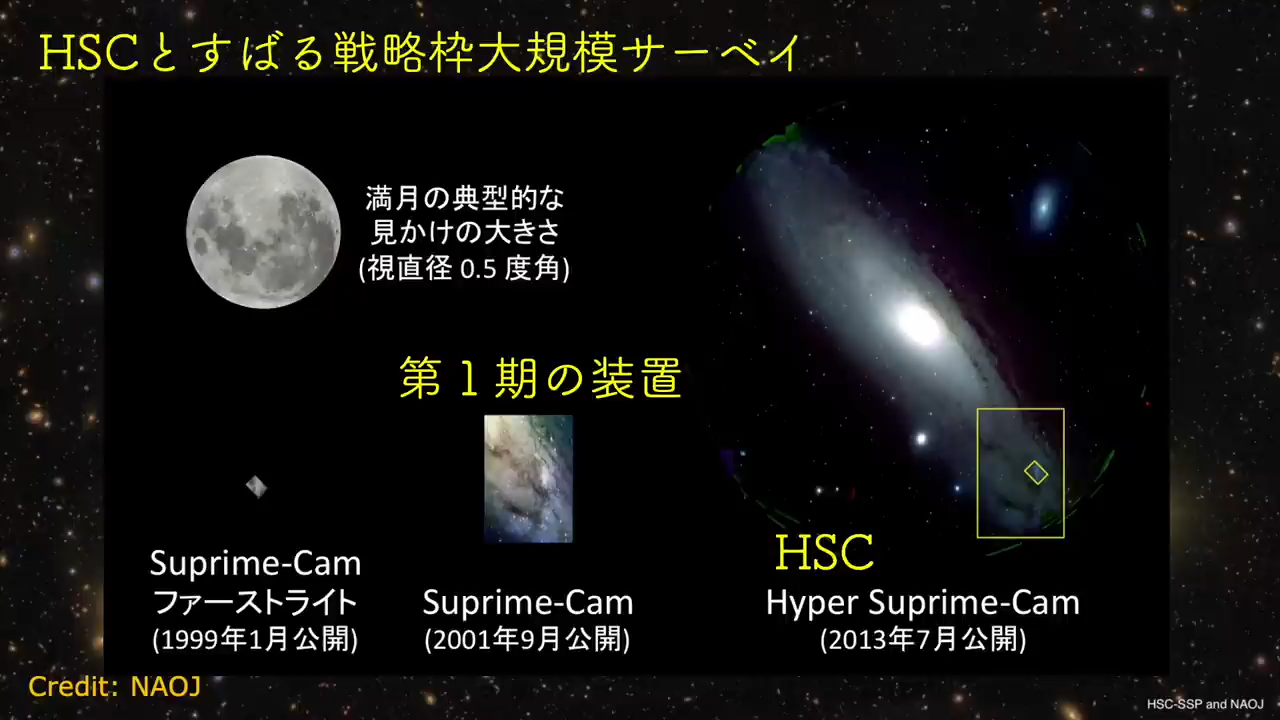 HSCとすばる戦略枠大規模サーベイ
満月の典型的な
見かけの大きさ
(視直径 0.5 度角)
第1期の装置
Suprime-Cam
ファーストライト
(1999年1月公開)
Suprime-Cam
(2001年9月公開)
HSC
Hyper Suprime-Cam
(2013年7月公開)
Credit: NAOJ
HSC-SSP and NAOJ